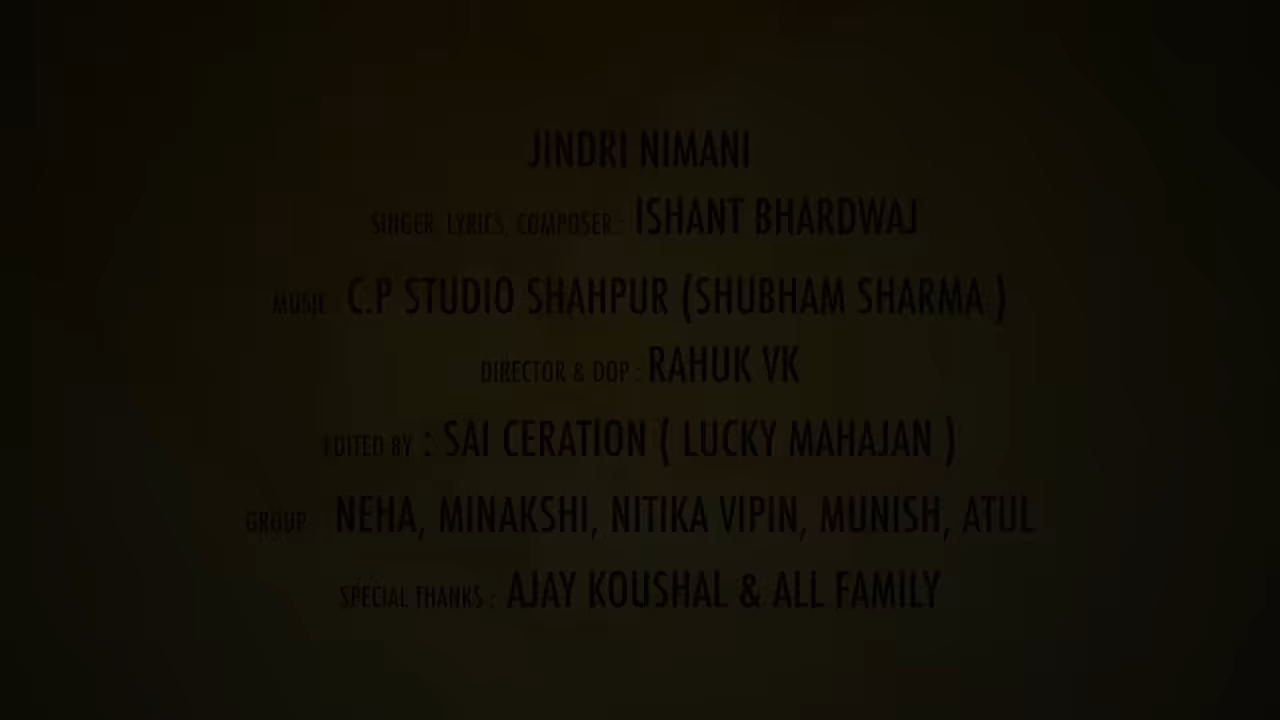 JINDRI NIMANI
SINGER, LYRICS, COMPOSER : ISHANT BHARDWAJ
MUSIC : C.P STUDIO SHAHPUR (SHUBHAM SHARMA )
DIRECTOR & DOP : RAHUK VK
EDITED BY : SAI CERATION ( LUCKY MAHAJAN )
GROUP : NEHA, MINAKSHI, NITIKA VIPIN, MUNISH, ATUL
SPECIAL THANKS : AJAY KOUSHAL & ALL FAMILY